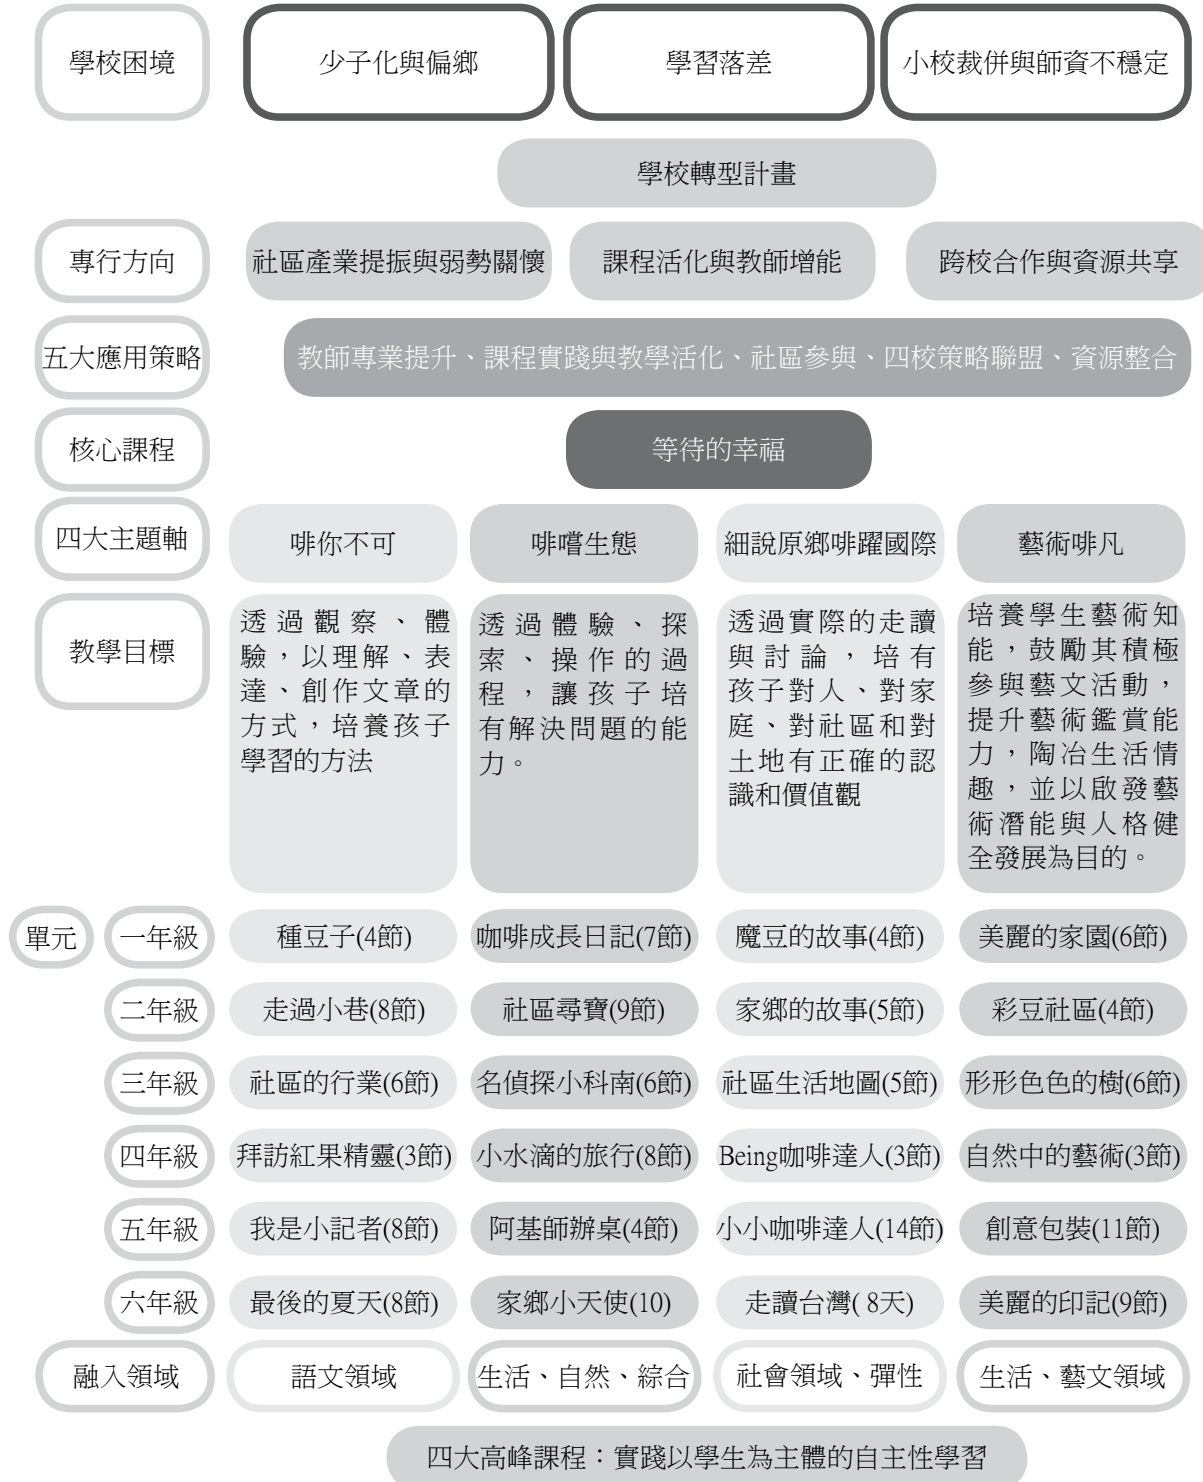 學校困境
少子化與偏鄉
學習落差
小校裁併與師資不穩定
學校轉型計畫
專行方向
社區產業提振與弱勢關懷
課程活化與教師增能
跨校合作與資源共享
五大應用策略
教師專業提升、課程實踐與教學活化、社區參與、四校策略聯盟、資源整合
核心課程
等待的幸福
四大主題軸
啡你不可
啡嚐生態
細說原鄉啡躍國際
藝術啡凡
教學目標
透過觀察、體
驗，以理解、表
達、創作文章的
方式，培養孩子
學習的方法
透過體驗、探
索、操作的過
程，讓孩子培
有解決問題的能
力。
透過實際的走讀
與討論，培有
孩子對人、對家
庭、對社區和對
土地有正確的認
識和價值觀
培養學生藝術知
能，鼓勵其積極
參與藝文活動，
提升藝術鑑賞能
力，陶冶生活情
趣，並以啟發藝
術潛能與人格健
全發展為目的。
單元
一年級
種豆子(4節)
咖啡成長日記(7節)
魔豆的故事(4節)
美麗的家園(6節)
二年級
走過小巷(8節)
社區尋寶(9節)
家鄉的故事(5節)
彩豆社區(4節)
三年級
社區的行業(6節)
名偵探小科南(6節)
社區生活地圖(5節)
形形色色的樹(6節)
四年級
拜訪紅果精靈(3節)
小水滴的旅行(8節)
Being咖啡達人(3節)
自然中的藝術(3節)
五年級
我是小記者(8節)
阿基師辦桌(4節)
小小咖啡達人(14節)
創意包裝(11節)
六年級
最後的夏天(8節)
家鄉小天使(10)
走讀台灣( 8天)
美麗的印記(9節)
融入領域
語文領域
生活、自然、綜合
社會領域、彈性
生活、藝文領域
四大高峰課程：實踐以學生為主體的自主性學習